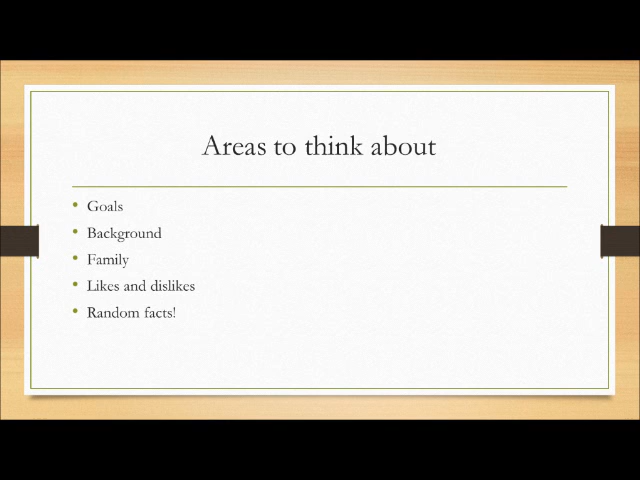 Areas to think about
• Goals
• Background
• Family
• Likes and dislikes
• Random facts!